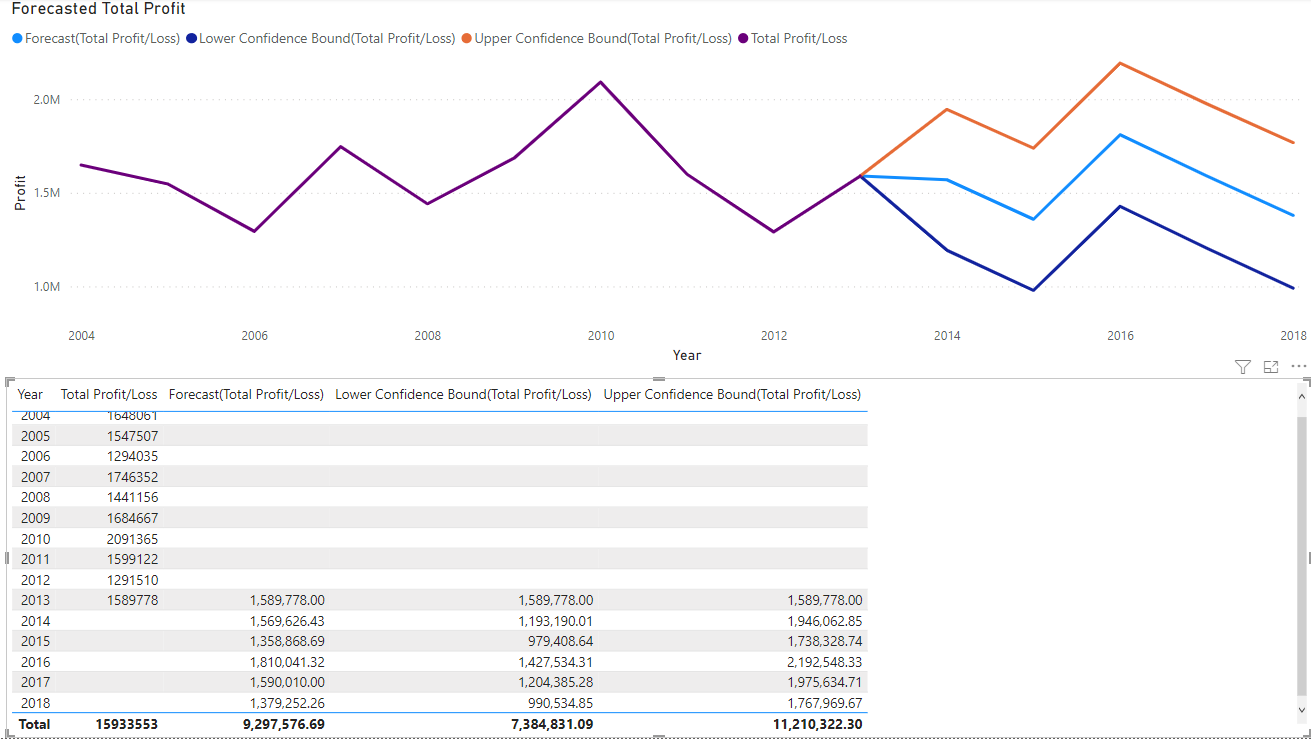 Forecasted Total Profit
Forecast(Total Profit/Loss) Lower Confidence Bound(Total Profit/Loss) Upper Confidence Bound(Total Profit/Loss) Total Profit/Loss
2.0M
1.5M
1.0M
Profit
2004 2006 2008 2010 2012 2014 2016 2018
Year
Year Total Profit/Loss Forecast(Total Profit/Loss) Lower Confidence Bound(Total Profit/Loss) Upper Confidence Bound(Total Profit/Loss)
2004 1648061
2005 1547507
2006 1294035
2007 1746352
2008 1441156
2009 1684667
2010 2091365
2011 1599122
2012 1291510
2013 1589778 1,589,778.00 1,589,778.00 1,589,778.00
2014 1,569,626.43 1,193,190.01 1,946,062.85
2015 1,358,868.69 979,408.64 1,738,328.74
2016 1,810,041.32 1,427,534.31 2,192,548.33
2017 1,590,010.00 1,204,385.28 1,975,634.71
2018 1,379,252.26 990,534.85 1,767,969.67
Total 15933553 9,297,576.69 7,384,831.09 11,210,322.30